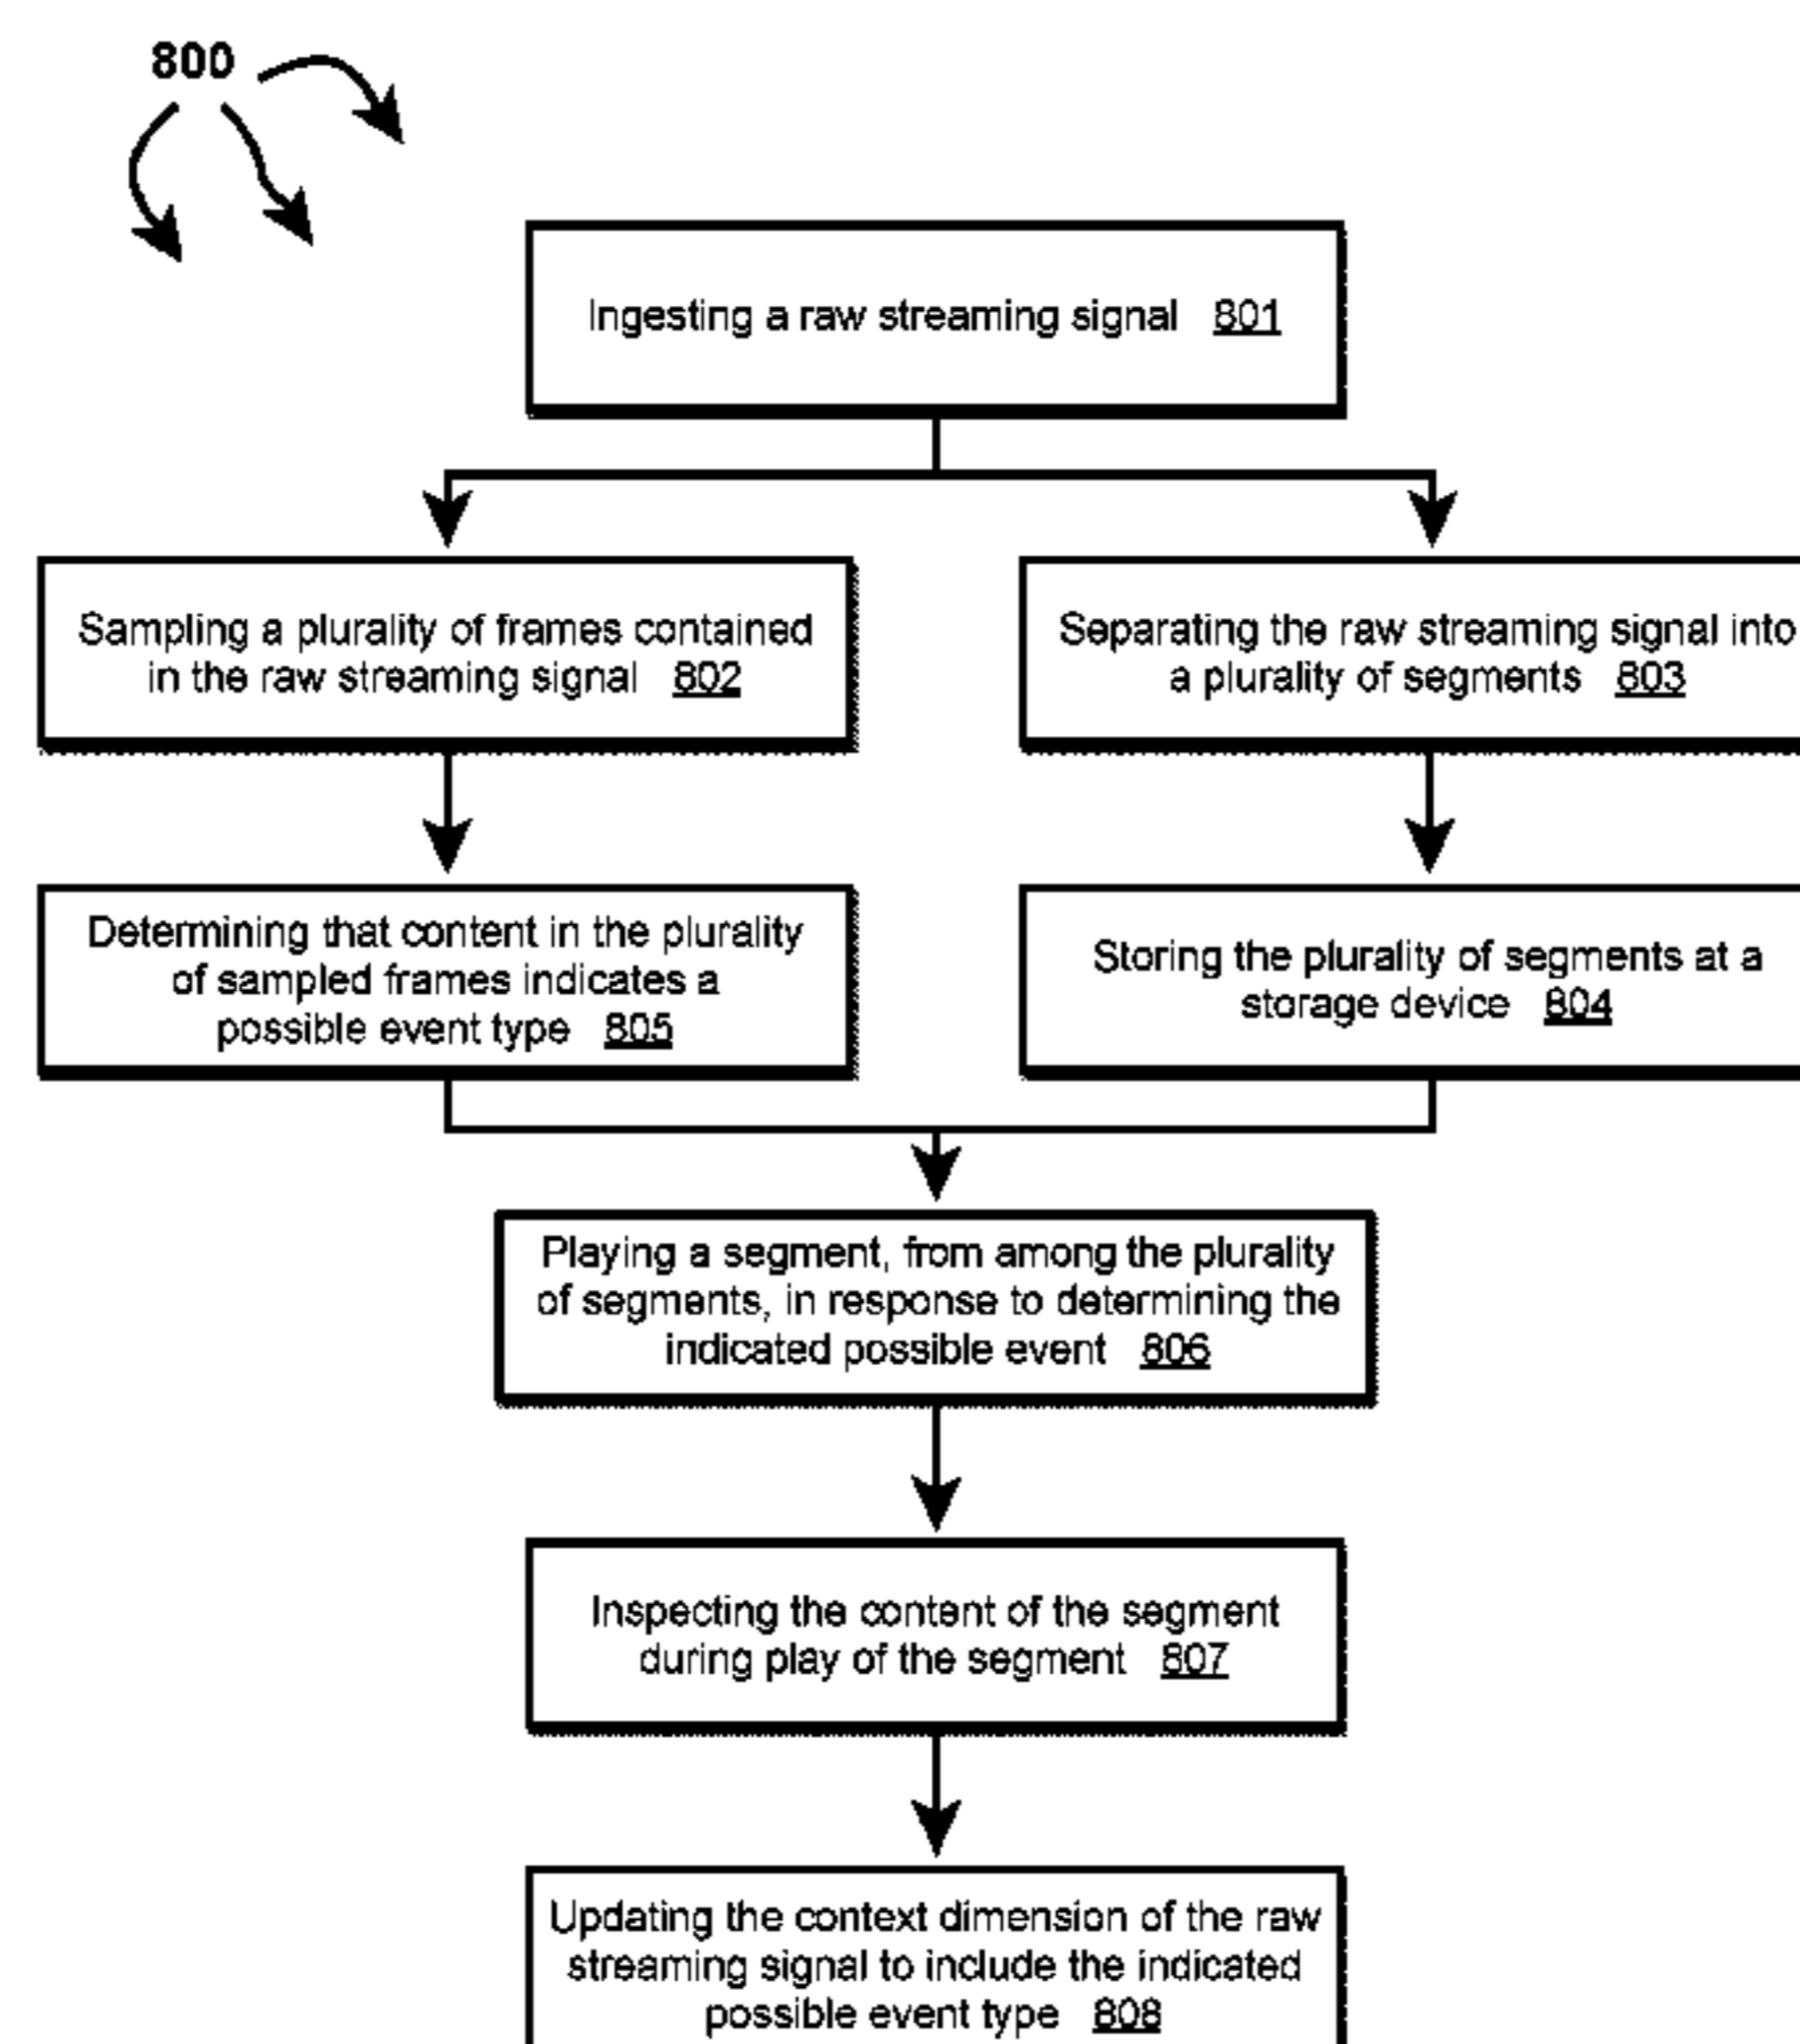 800
Ingesting a raw streaming signal 801
Sampling a plurality of frames contained
in the raw streaming signal 802
Separating the raw streaming signal into
a plurality of segments 803
Determining that content in the plurality
of sampled frames indicates a
possible event type 805
Storing the plurality of segments at a
storage device 804
Playing a segment, from among the plurality
of segments, in response to determining the
indicated possible event 806
Inspecting the content of the segment
during play of the segment 807
Updating the context dimension of the raw
streaming signal to include the indicated
possible event type 808